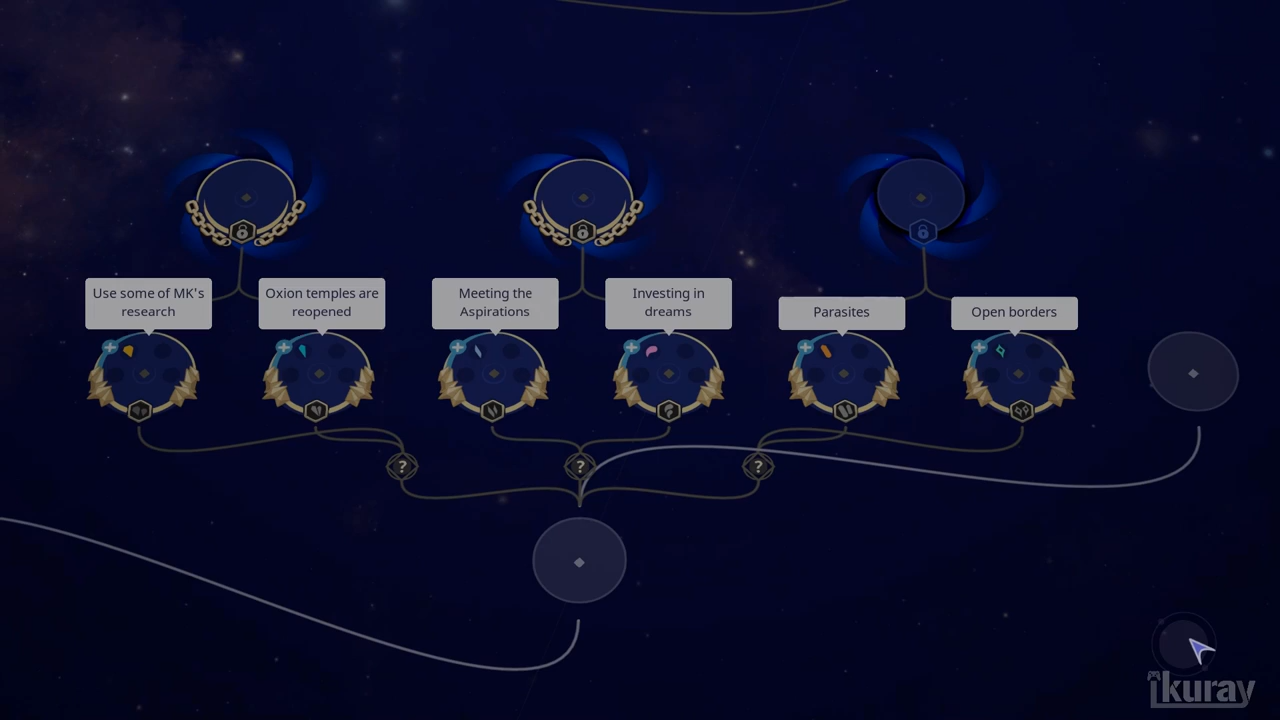 Use some of MK's
research
Oxion temples are
reopened
Meeting the
Aspirations
Investing in
dreams
Parasites
Open borders
?
?
?
ikuray